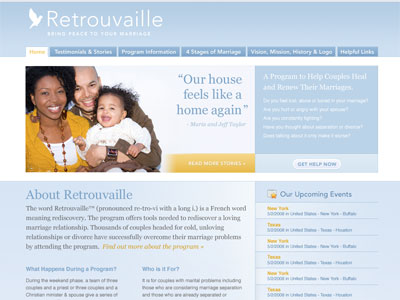 Retrouvaille
BRING PEACE TO YOUR MARRIAGE
Home
Testimonials & Stories
Program Information
4 Stages of Marriage
Vision, Mission, History & Logo
Helpful Links
“Our house
feels like a
home again”
- Maria and Jeff Taylor
READ MORE STORIES »
A Program to Help Couples Heal
and Renew Their Marriages.
Do you feel lost, alone or bored in your marriage?
Are you frustrated, hurt or angry with your spouse?
Are you constantly fighting?
Have you thought about separation or divorce?
Does talking about it only make it worse?
GET HELP NOW
About Retrouvaille
The word Retrouvaille™ (pronounced re-tro-vi with a long i,) is a French word
meaning rediscovery. The program offers tools needed to rediscover a loving
marriage relationship. Thousands of couples headed for cold, unloving
relationships or divorce have successfully overcome their marriage problems
by attending the program. Find out more about the program »
What Happens During a Program?
During the weekend phase, a team of three
couples and a priest or three couples and a
Christian minister & spouse give a series of
Who is it For?
It is for couples with marital problems including
those who are considering marriage separation
and those who are already separated or
Our Upcoming Events
New York
5/2/2008 in United States - New York - Buffalo
Texas
5/2/2008 in United States - Texas - Houston
New York
5/2/2008 in United States - New York - Buffalo
Texas
5/2/2008 in United States - Texas - Houston
New York
5/2/2008 in United States - New York - Buffalo
Texas
5/2/2008 in United States - Texas - Houston